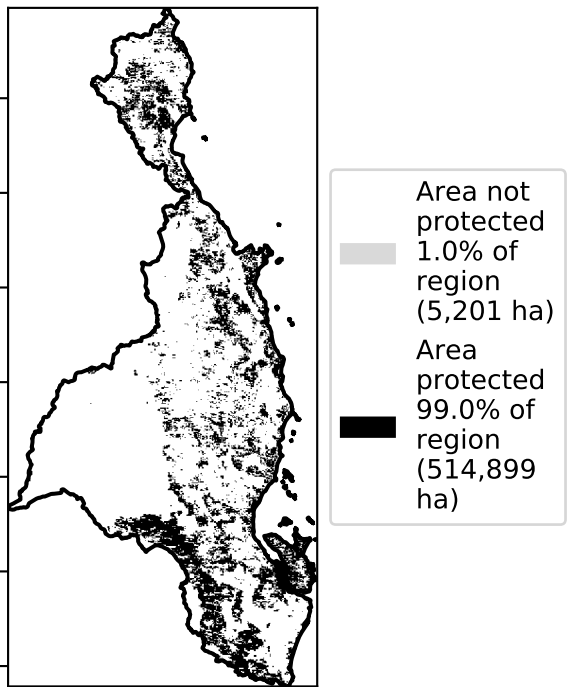 Area not
protected
1.0% of
region
(5,201 ha)
Area
protected
99.0% of
region
(514,899
ha)